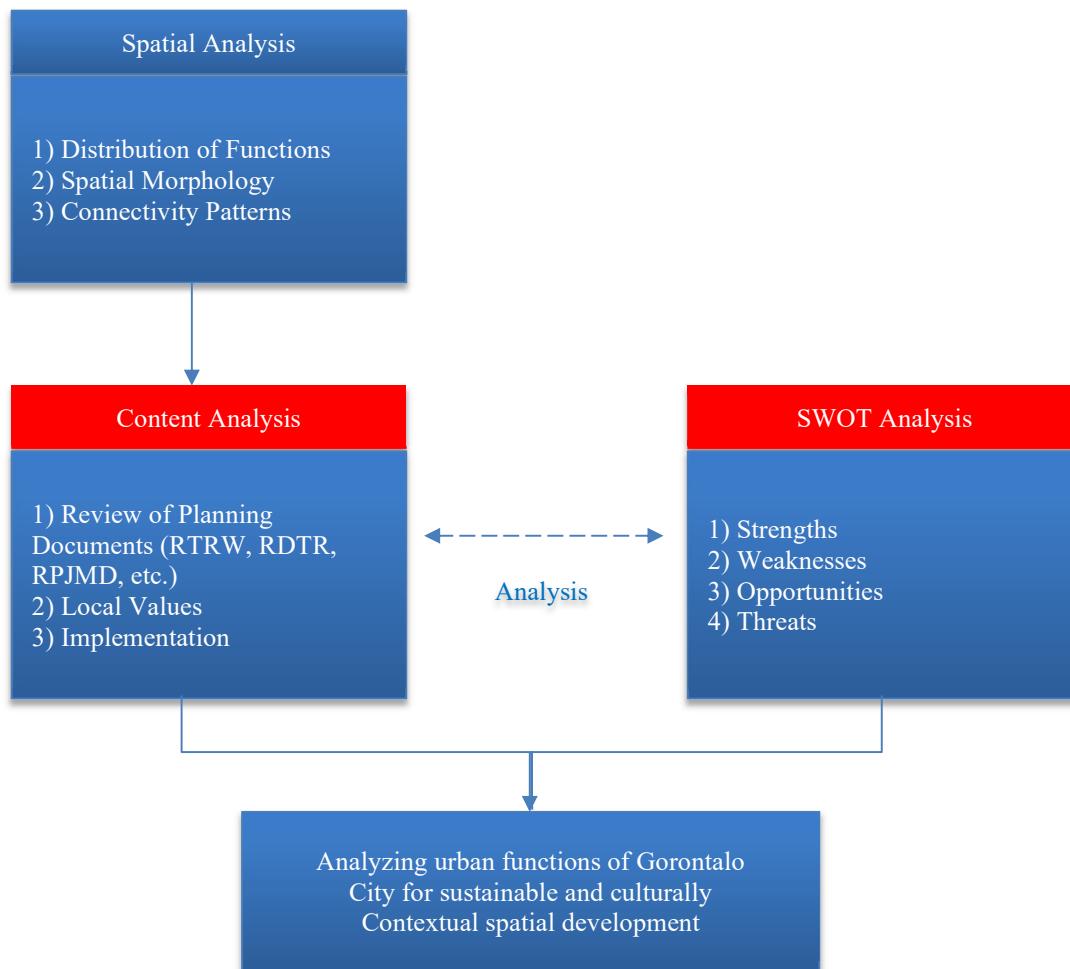 Spatial Analysis
1) Distribution of Functions
2) Spatial Morphology
3) Connectivity Patterns
Content Analysis
1) Review of Planning
Documents (RTRW, RDTR,
RPJMD, etc.)
2) Local Values
3) Implementation
Analysis
SWOT Analysis
1) Strengths
2) Weaknesses
3) Opportunities
4) Threats
Analyzing urban functions of Gorontalo
City for sustainable and culturally
Contextual spatial development